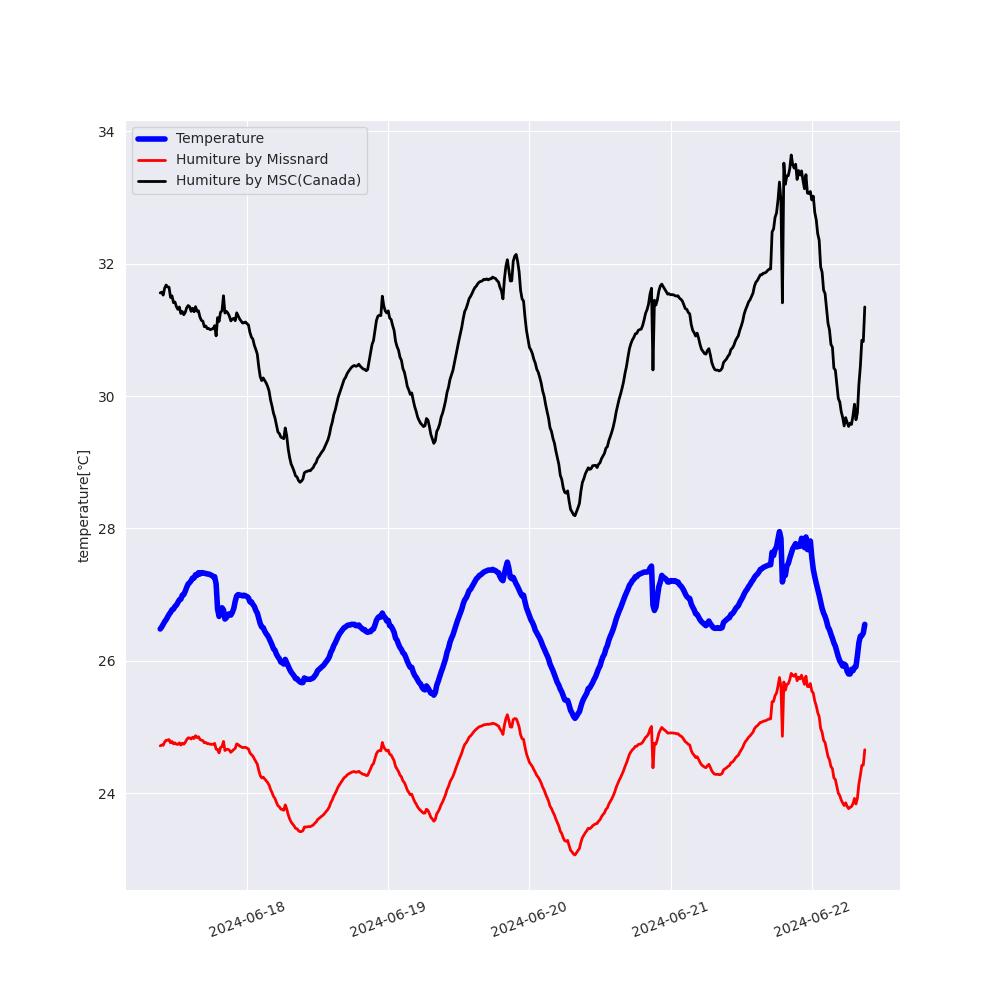 34
32
30
28
26
24
temperature[℃]
Temperature
Humiture by Missnard
Humiture by MSC(Canada)
2024-06-18
2024-06-19
2024-06-20
2024-06-21
2024-06-22